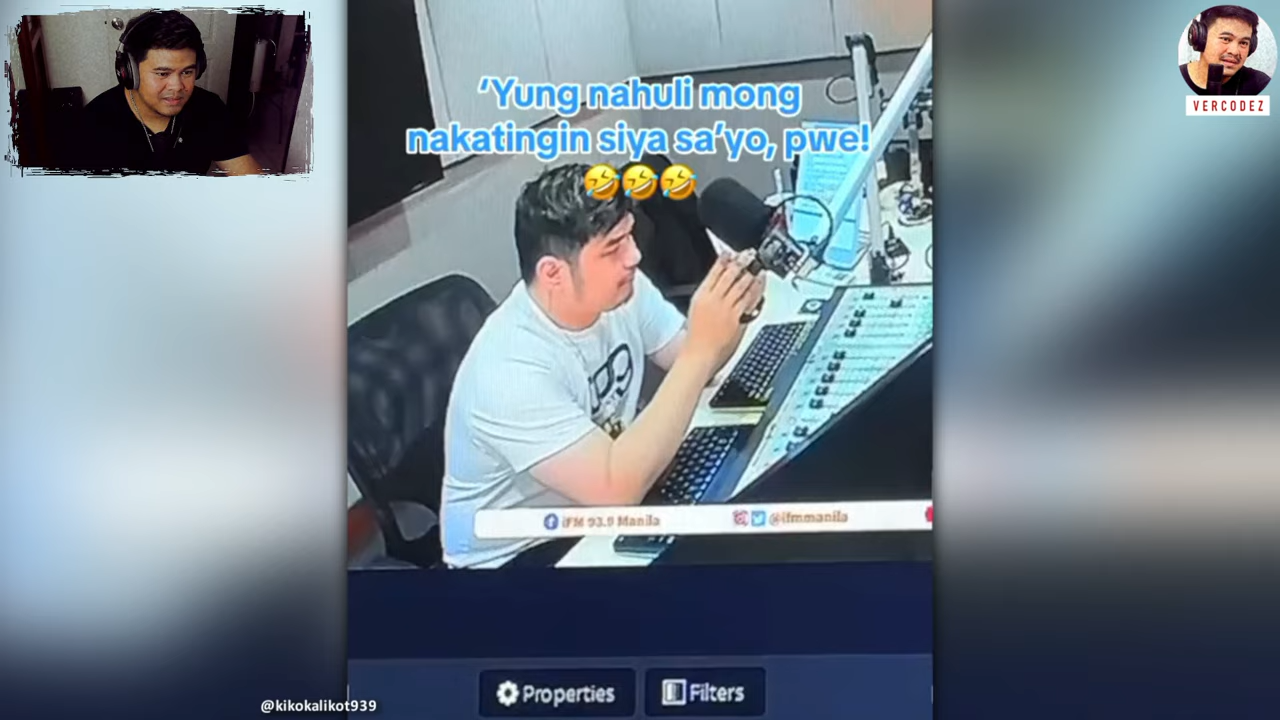 VERCODEZ
‘Yung nahuli mong
nakatingin siya sa’yo, pwe!
🤣🤣🤣
iFM 93.9 Manila
@ifmmanila
Properties
Filters
@kikokalikot939